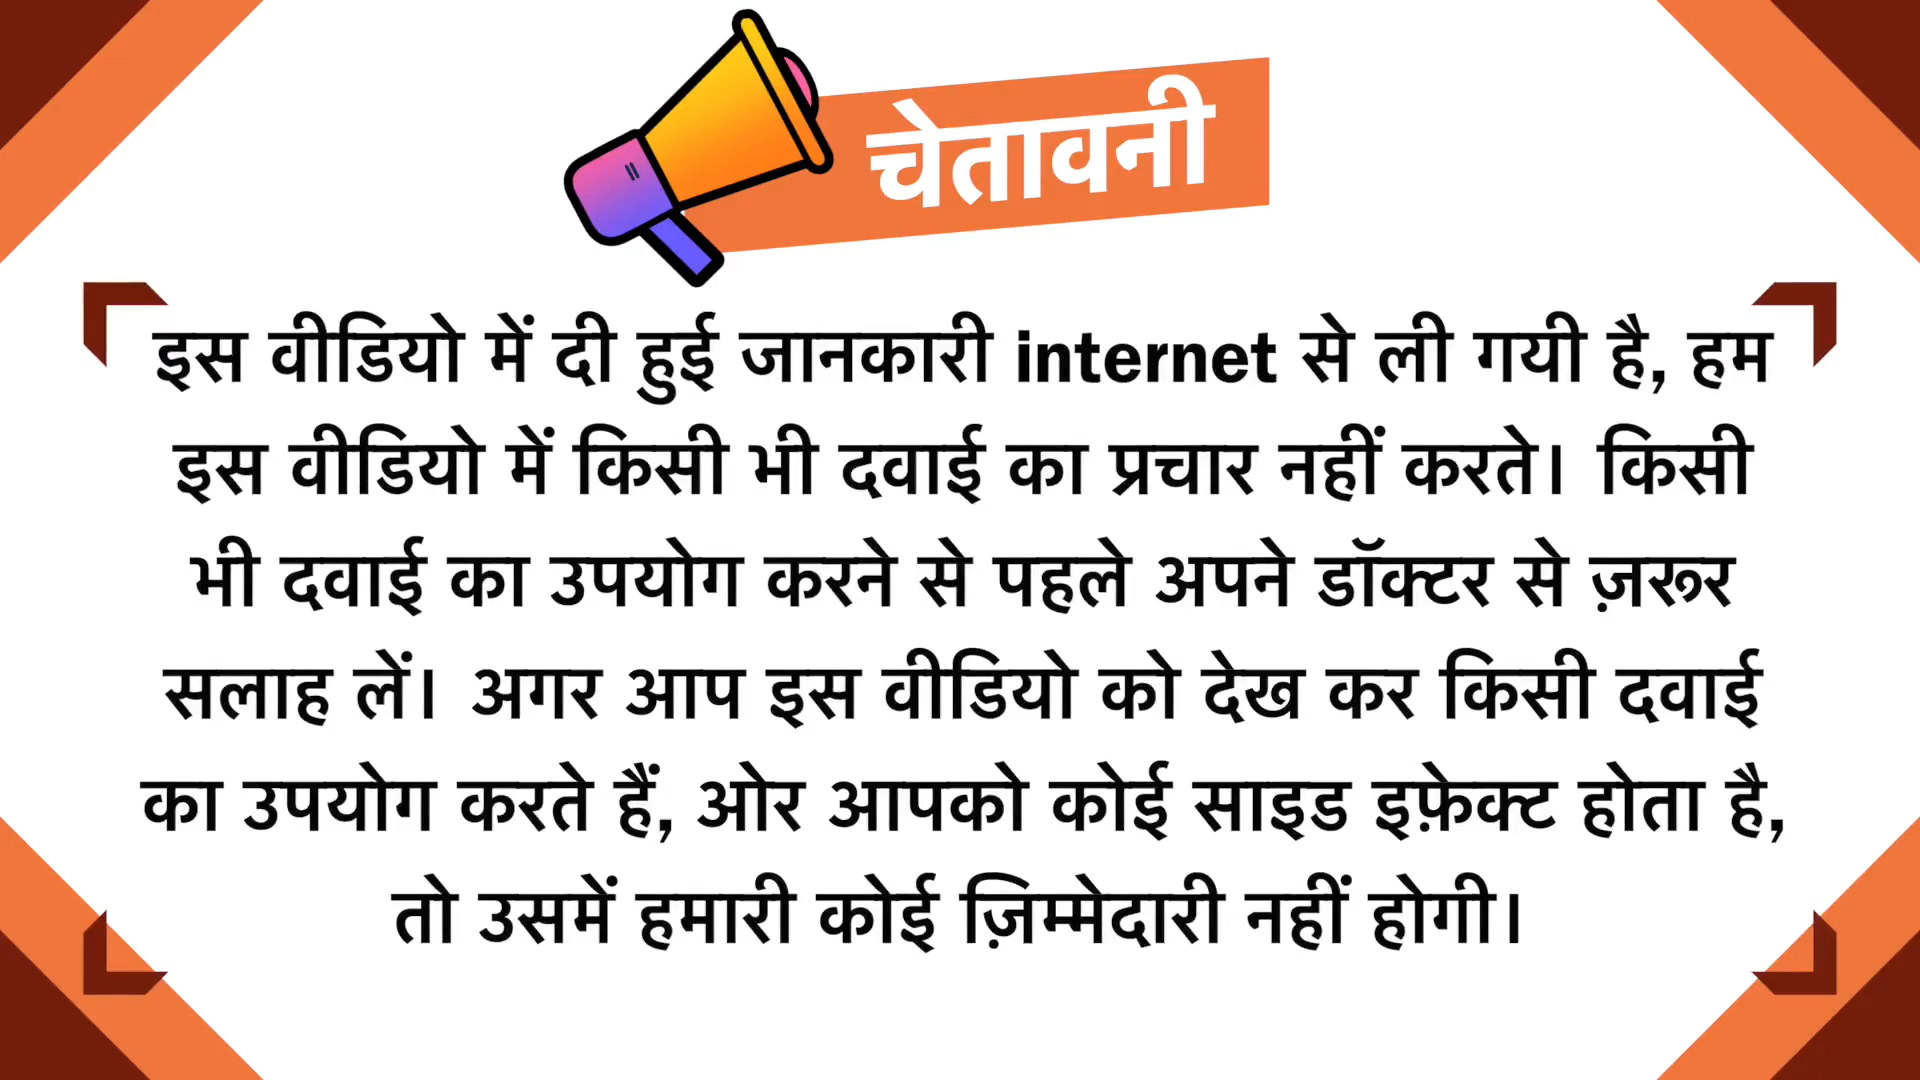 चेतावनी
इस वीडियो में दी हुई जानकारी internet से ली गयी है, हम
इस वीडियो में किसी भी दवाई का प्रचार नहीं करते। किसी
भी दवाई का उपयोग करने से पहले अपने डॉक्टर से ज़रूर
सलाह लें। अगर आप इस वीडियो को देख कर किसी दवाई
का उपयोग करते हैं, ओर आपको कोई साइड इफ़ेक्ट होता है,
तो उसमें हमारी कोई ज़िम्मेदारी नहीं होगी।